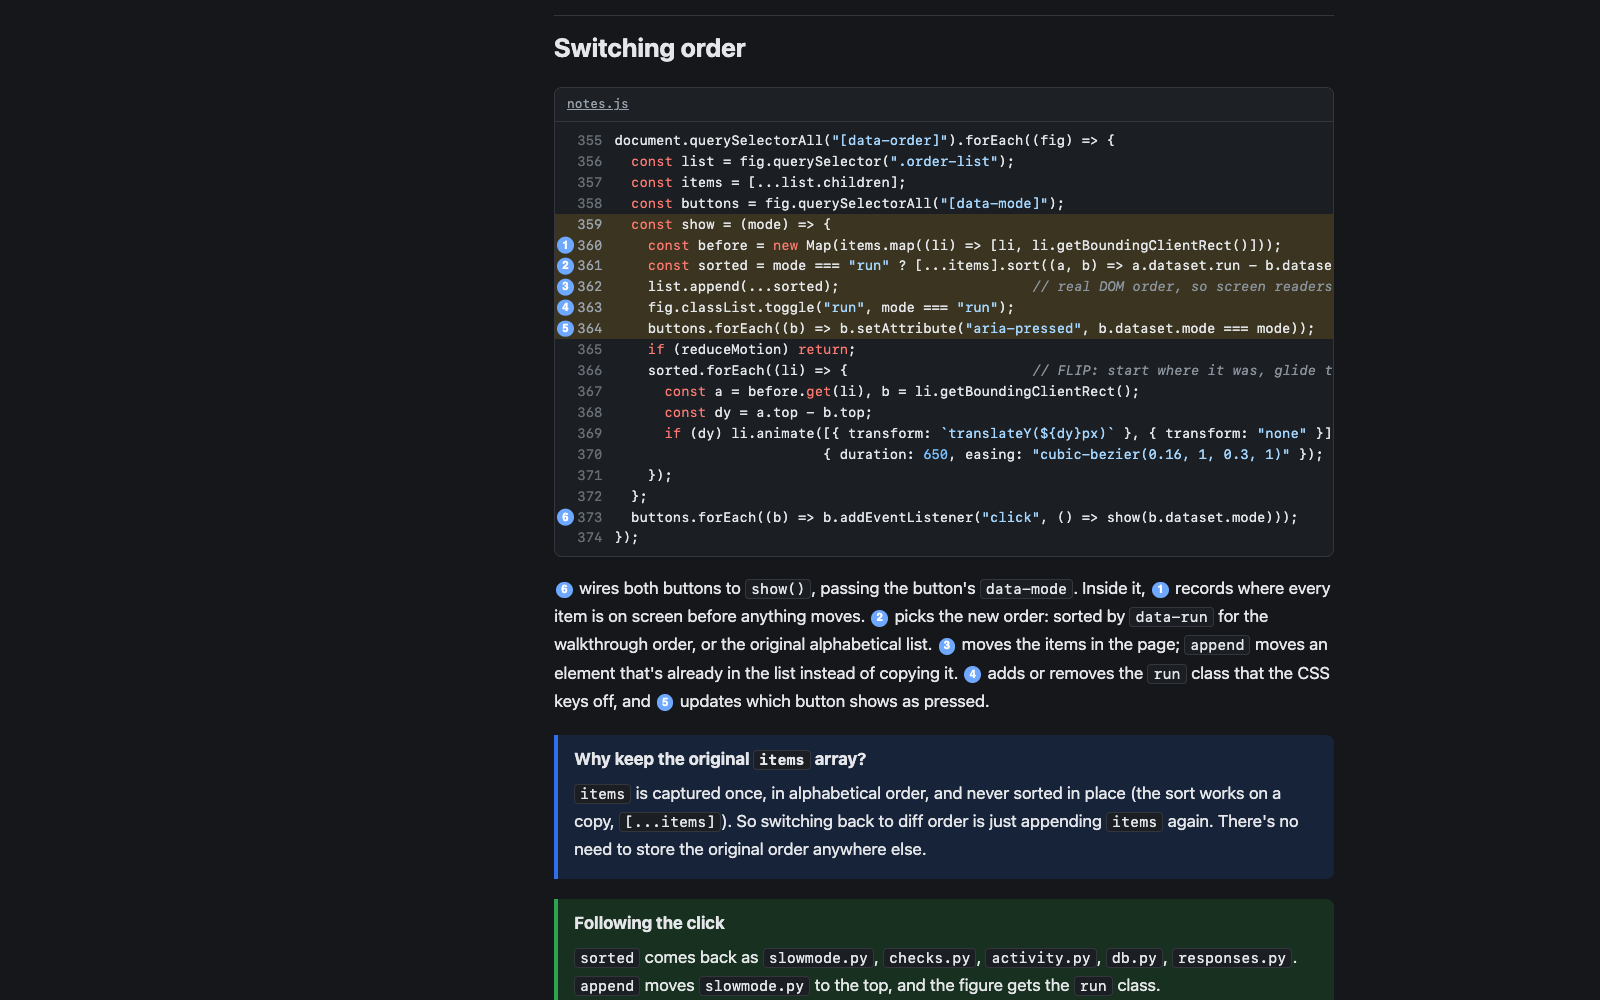 Switching order
notes.js
355 document.querySelectorAll("[data-order]").forEach((fig) => {
356 const list = fig.querySelector(".order-list");
357 const items = [...list.children];
358 const buttons = fig.querySelectorAll("[data-mode]");
359 const show = (mode) => {
1 360 const before = new Map(items.map((li) => [li, li.getBoundingClientRect()]));
2 361 const sorted = mode === "run" ? [...items].sort((a, b) => a.dataset.run - b.datase
3 362 list.append(...sorted); // real DOM order, so screen readers
4 363 fig.classList.toggle("run", mode === "run");
5 364 buttons.forEach((b) => b.setAttribute("aria-pressed", b.dataset.mode === mode));
365 if (reduceMotion) return;
366 sorted.forEach((li) => { // FLIP: start where it was, glide t
367 const a = before.get(li), b = li.getBoundingClientRect();
368 const dy = a.top - b.top;
369 if (dy) li.animate([{ transform: `translateY(${dy}px)` }, { transform: "none" }]
370 { duration: 650, easing: "cubic-bezier(0.16, 1, 0.3, 1)" });
371 });
372 };
6 373 buttons.forEach((b) => b.addEventListener("click", () => show(b.dataset.mode)));
374 });
6 wires both buttons to show(), passing the button's data-mode. Inside it, 1 records where every
item is on screen before anything moves. 2 picks the new order: sorted by data-run for the
walkthrough order, or the original alphabetical list. 3 moves the items in the page; append moves an
element that's already in the list instead of copying it. 4 adds or removes the run class that the CSS
keys off, and 5 updates which button shows as pressed.
Why keep the original items array?
items is captured once, in alphabetical order, and never sorted in place (the sort works on a
copy, [...items]). So switching back to diff order is just appending items again. There's no
need to store the original order anywhere else.
Following the click
sorted comes back as slowmode.py, checks.py, activity.py, db.py, responses.py.
append moves slowmode.py to the top, and the figure gets the run class.